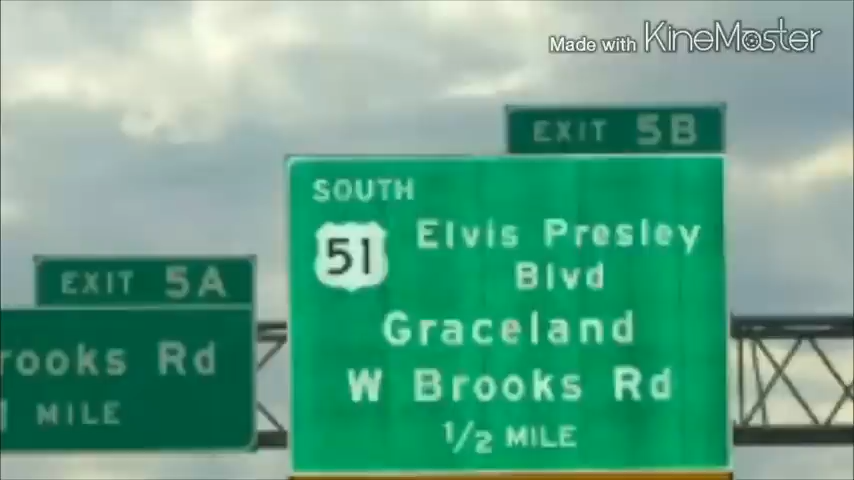 Made with KINEMASTER
EXIT 5B
SOUTH
51 Elvis Presley
Blvd
Graceland
W Brooks Rd
1/2 MILE
EXIT 5A
Rd
MILE